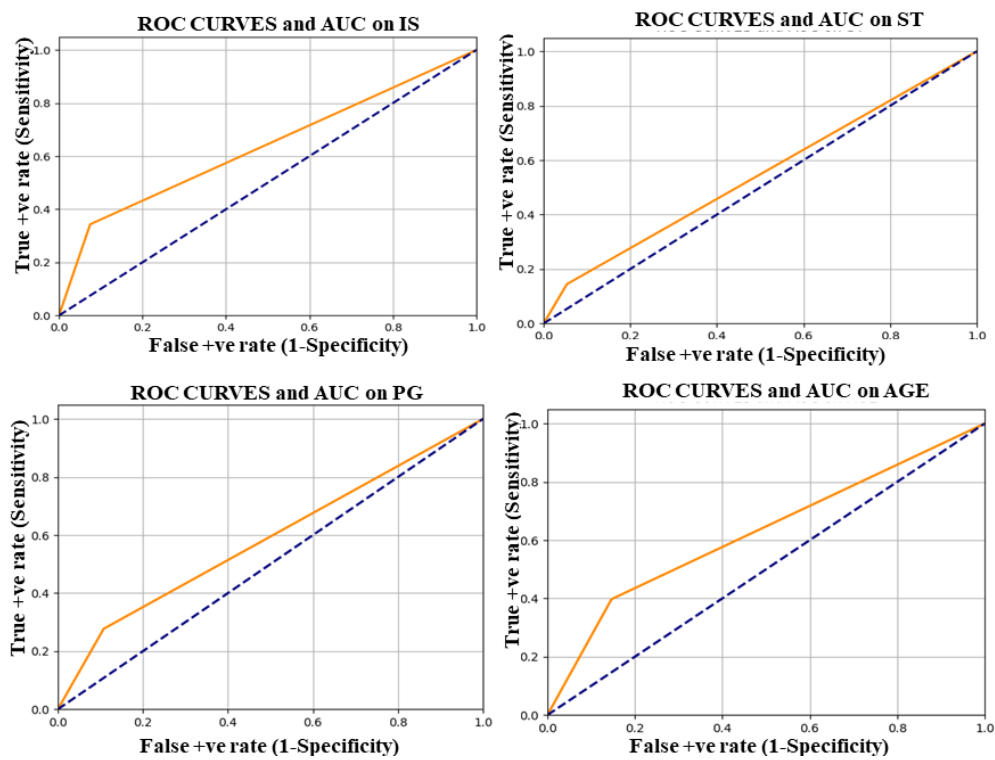 ROC CURVES and AUC on IS
True +ve rate (Sensitivity)
1.0
0.8
0.6
0.4
0.2
0.0
0.0 0.2 0.4 0.6 0.8 1.0
False +ve rate (1-Specificity)
ROC CURVES and AUC on ST
True +ve rate (Sensitivity)
1.0
0.8
0.6
0.4
0.2
0.0
0.0 0.2 0.4 0.6 0.8 1.0
False +ve rate (1-Specificity)
ROC CURVES and AUC on PG
True +ve rate (Sensitivity)
1.0
0.8
0.6
0.4
0.2
0.0
0.0 0.2 0.4 0.6 0.8 1.0
False +ve rate (1-Specificity)
ROC CURVES and AUC on AGE
True +ve rate (Sensitivity)
1.0
0.8
0.6
0.4
0.2
0.0
0.0 0.2 0.4 0.6 0.8 1.0
False +ve rate (1-Specificity)